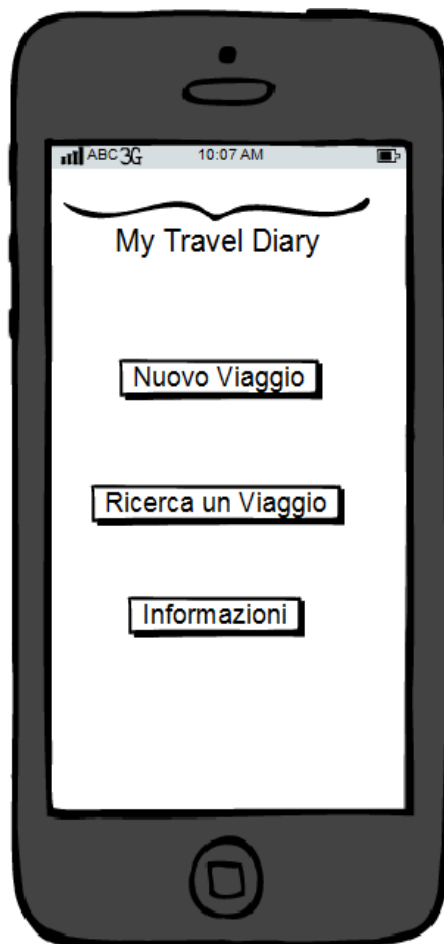 ABC 3G 10:07 AM
My Travel Diary
Nuovo Viaggio
Ricerca un Viaggio
Informazioni